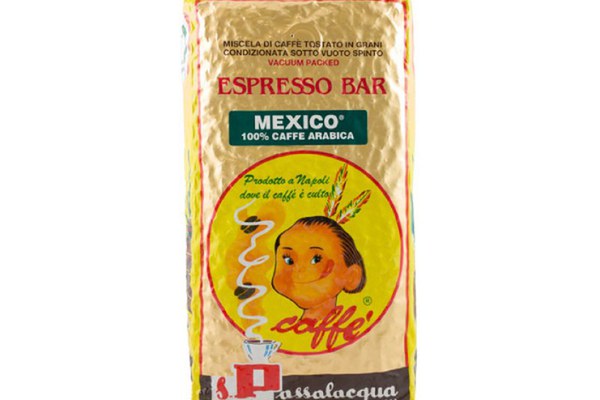 MISCELA DI CAFFÈ TOSTATO IN GRANI
CONDIZIONATA SOTTO VUOTO SPINTO
VACUUM PACKED
ESPRESSO BAR
MEXICO®
100% CAFFE ARABICA
Prodotto a Napoli
dove il caffè è culto
caffè®
S. Passalacqua